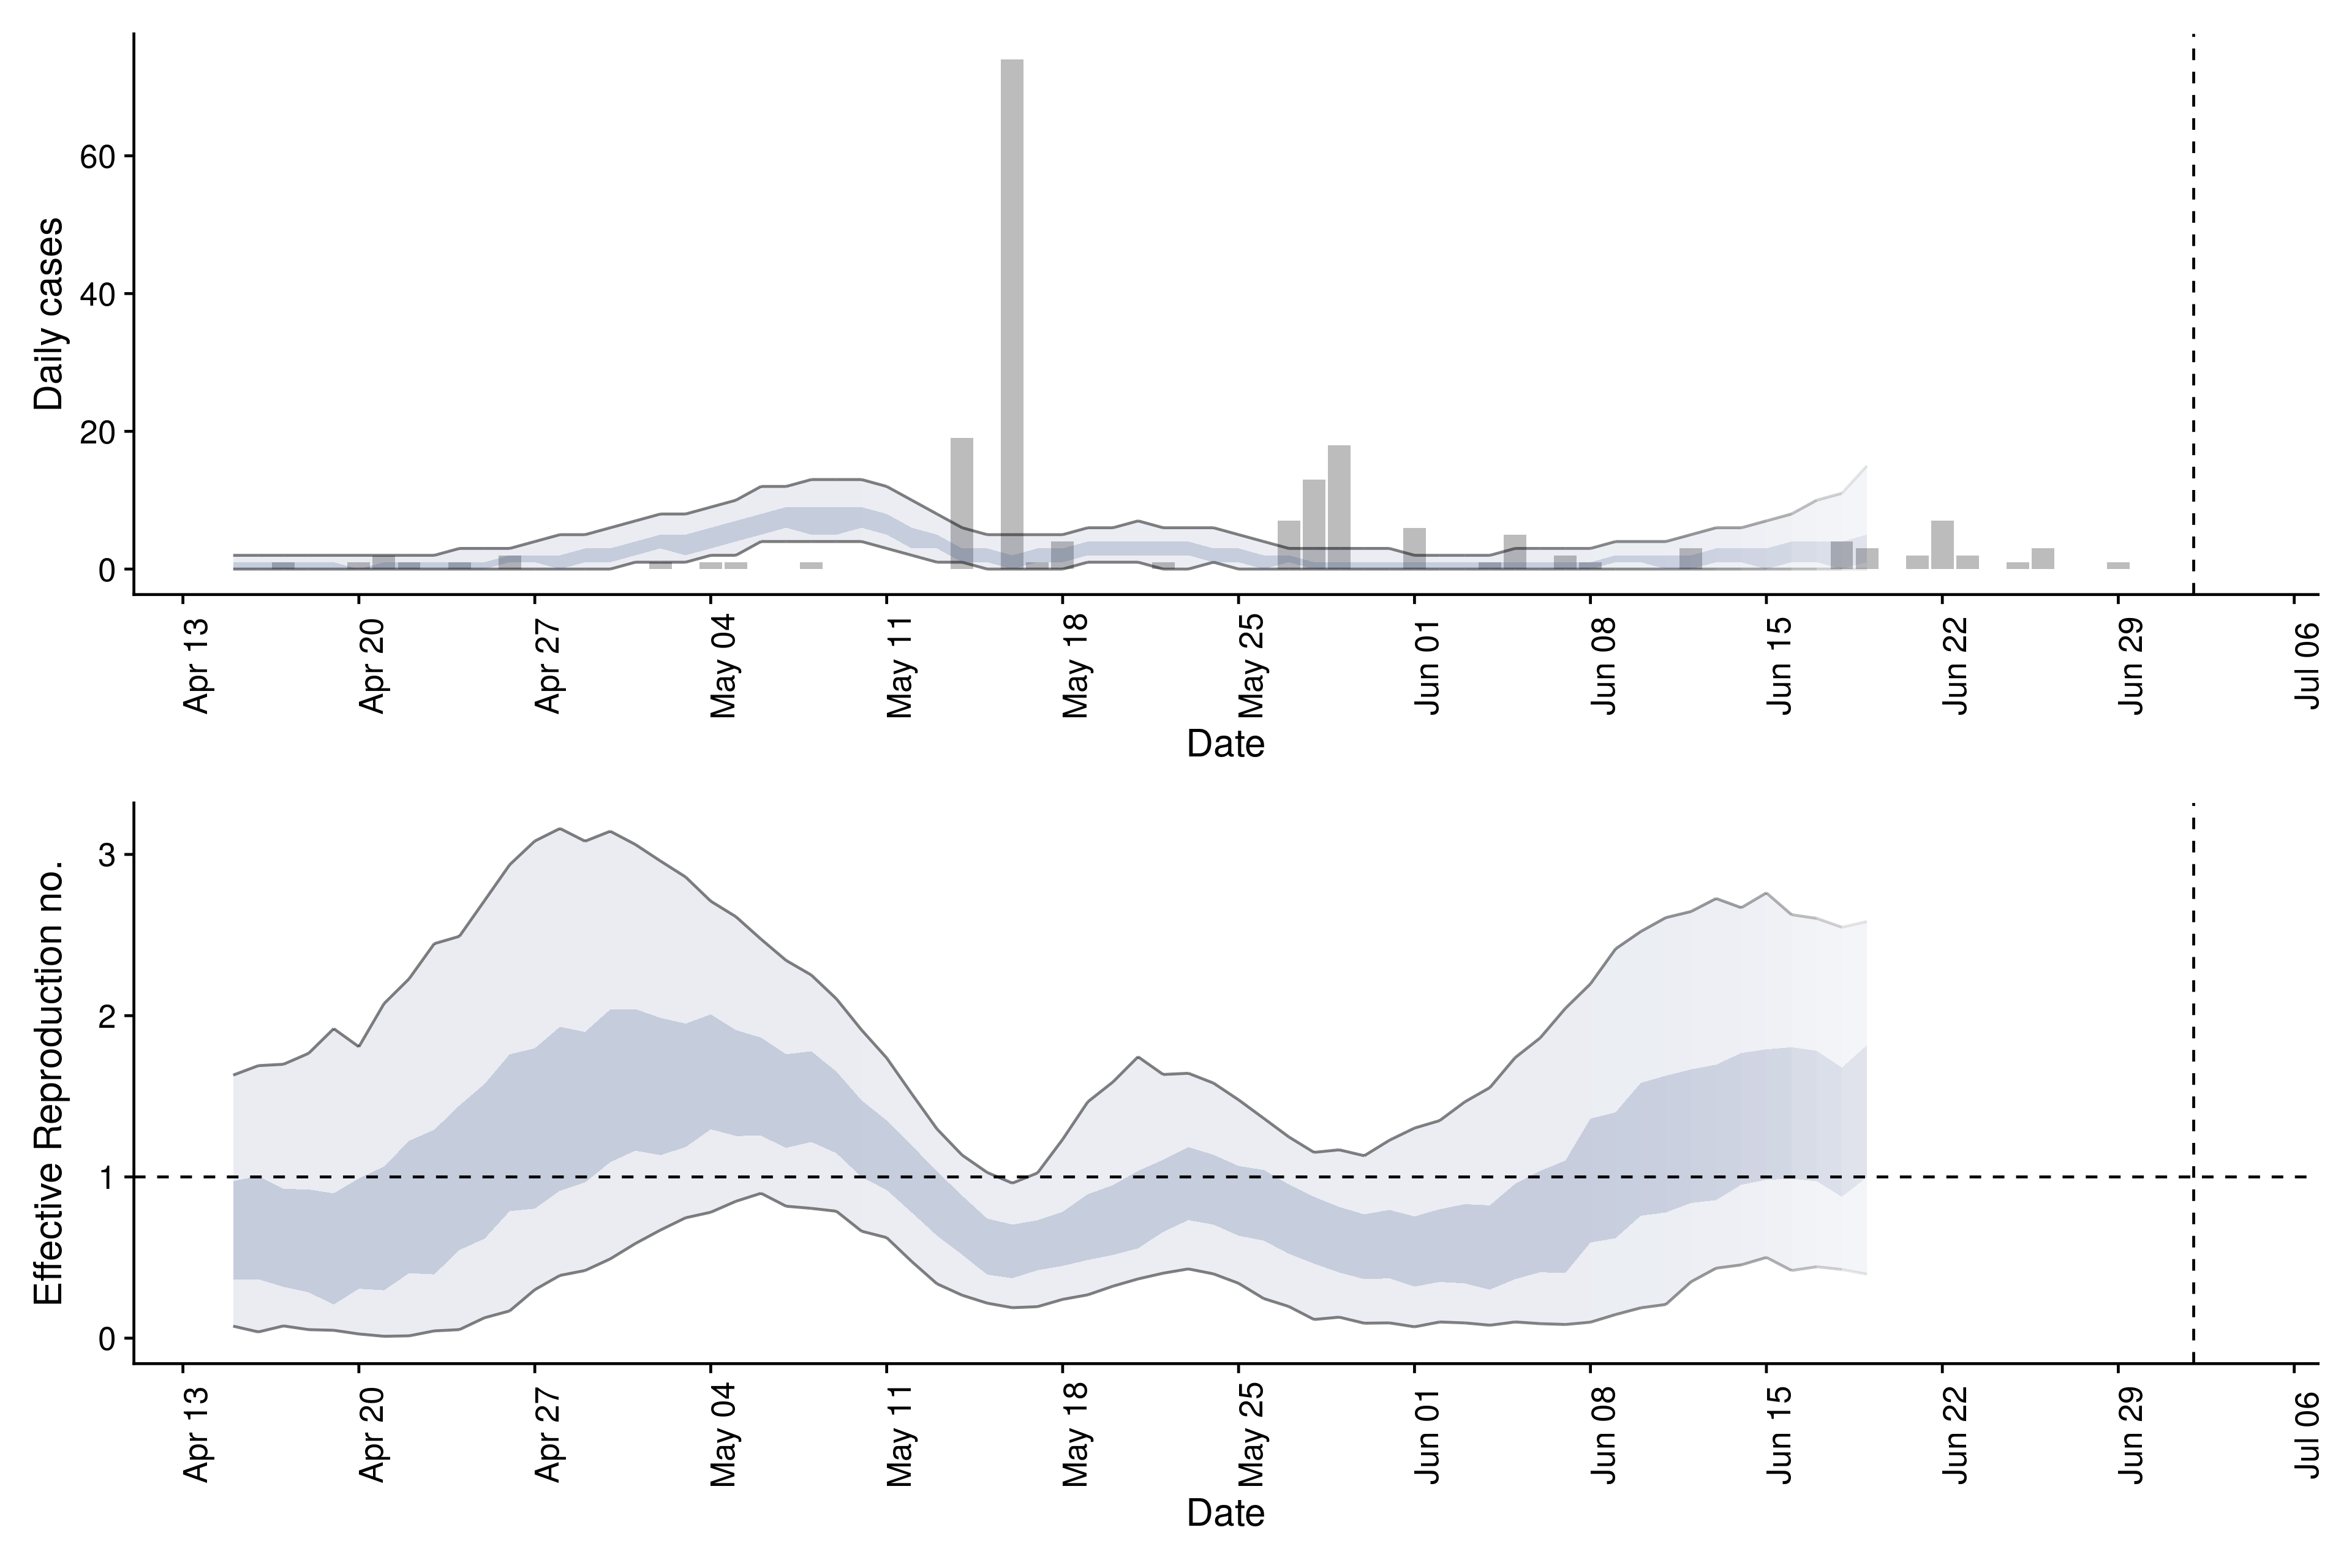 Daily cases
60
40
20
0
Apr 13
Apr 20
Apr 27
May 04
May 11
May 18
May 25
Jun 01
Jun 08
Jun 15
Jun 22
Jun 29
Jul 06
Date
Effective Reproduction no.
3
2
1
0
Apr 13
Apr 20
Apr 27
May 04
May 11
May 18
May 25
Jun 01
Jun 08
Jun 15
Jun 22
Jun 29
Jul 06
Date